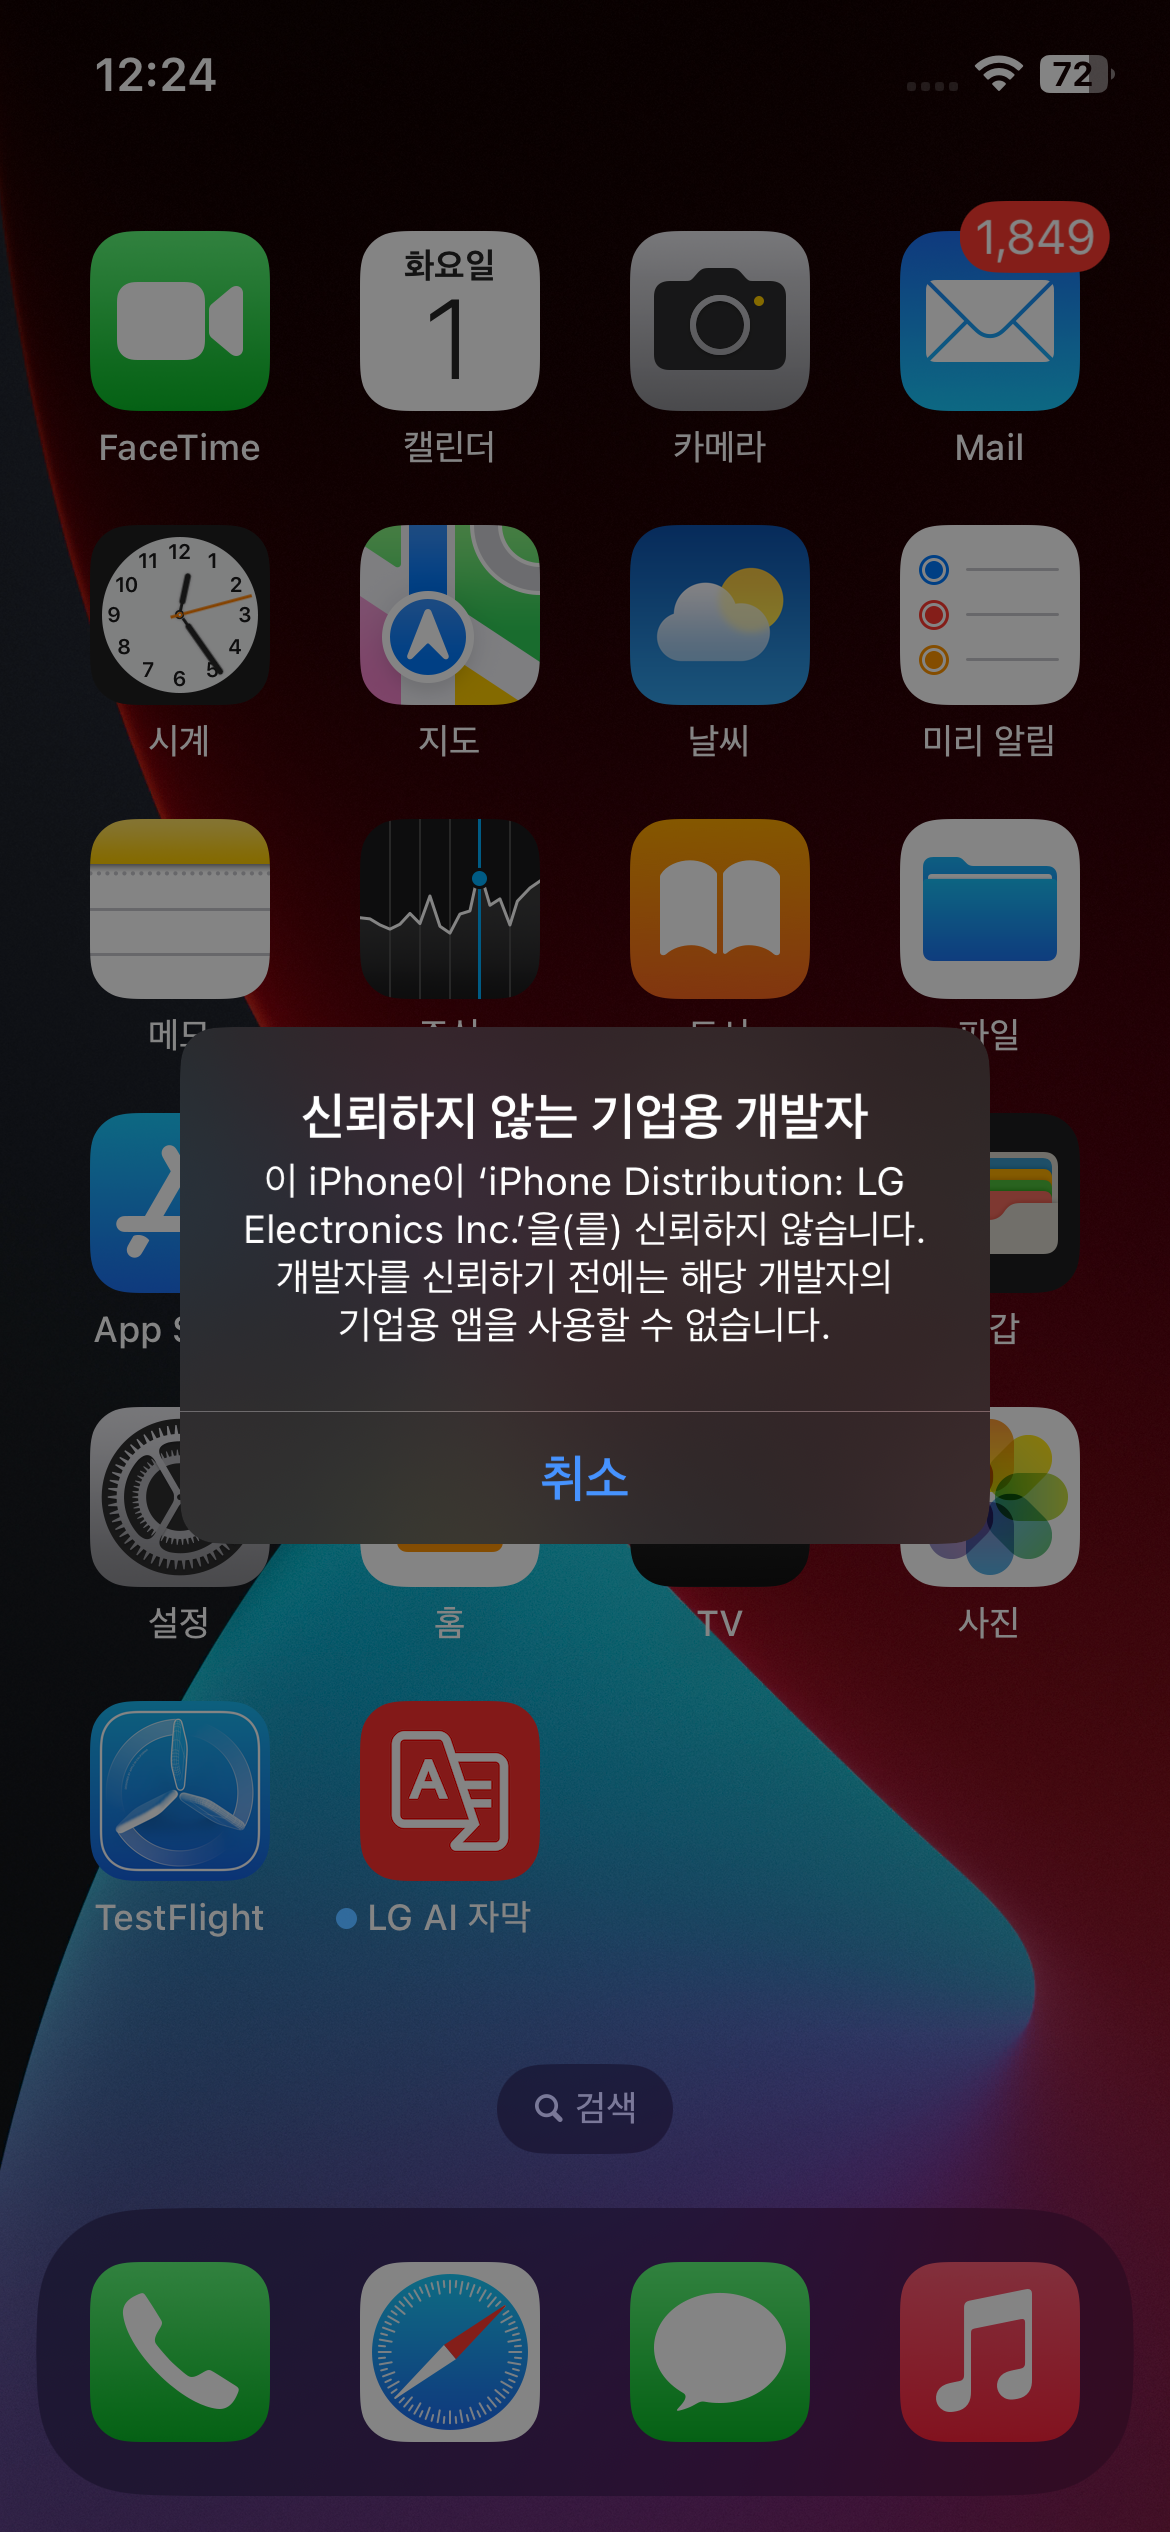 12:24
72
1,849
화요일
1
FaceTime
캘린더
카메라
Mail
12
11
1
10
2
9
3
8
4
7
5
6
시계
지도
날씨
미리 알림
파일
신뢰하지 않는 기업용 개발자
이 iPhone이 ‘iPhone Distribution: LG
Electronics Inc.’을(를) 신뢰하지 않습니다.
개발자를 신뢰하기 전에는 해당 개발자의
기업용 앱을 사용할 수 없습니다.
App
갑
취소
설정
홈
TV
사진
A
TestFlight
LG AI 자막
검색